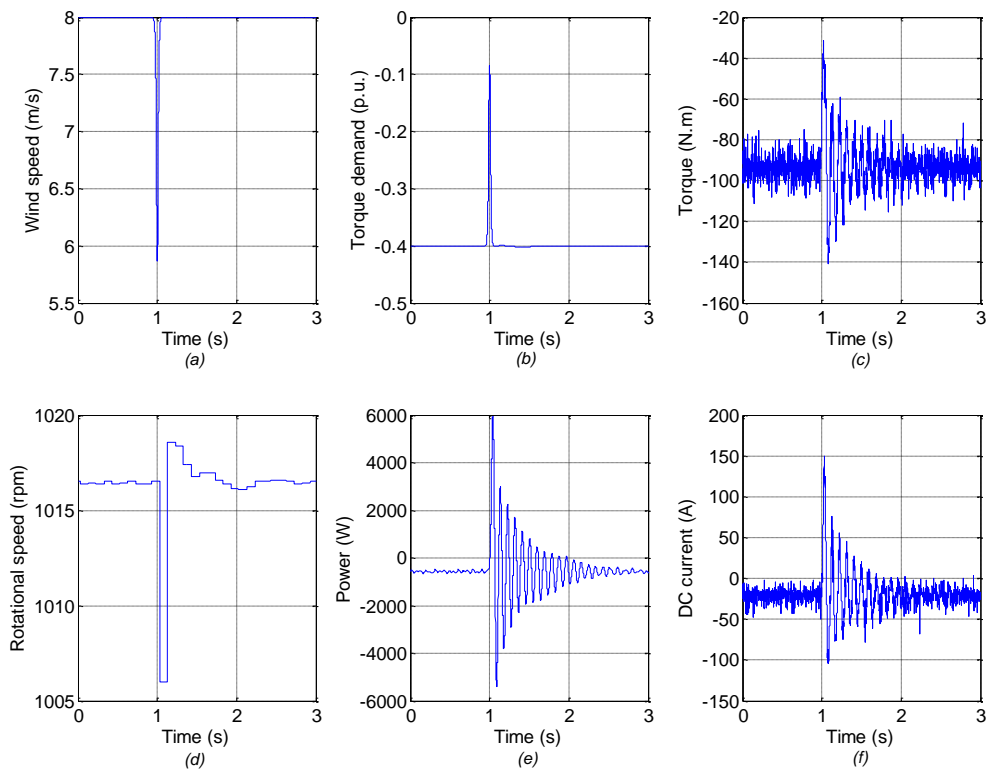 Wind speed (m/s)
8
7.5
7
6.5
6
5.5
0 1 2 3
Time (s)
(a)
Torque demand (p.u.)
0
-0.1
-0.2
-0.3
-0.4
-0.5
0 1 2 3
Time (s)
(b)
Torque (N.m)
-20
-40
-60
-80
-100
-120
-140
-160
0 1 2 3
Time (s)
(c)
Rotational speed (rpm)
1020
1015
1010
1005
0 1 2 3
Time (s)
(d)
Power (W)
6000
4000
2000
0
-2000
-4000
-6000
0 1 2 3
Time (s)
(e)
DC current (A)
200
150
100
50
0
-50
-100
-150
0 1 2 3
Time (s)
(f)